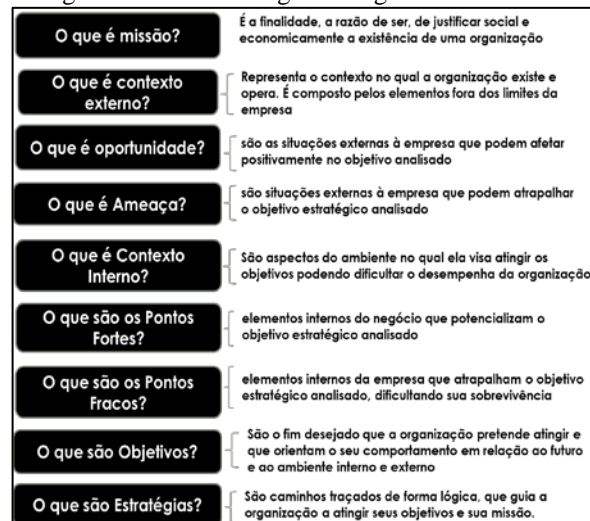 O que é missão?
É a finalidade, a razão de ser, de justificar social e
economicamente a existência de uma organização
O que é contexto
externo?
Representa o contexto no qual a organização existe e
opera. É composto pelos elementos fora dos limites da
empresa
O que é oportunidade?
são as situações externas à empresa que podem afetar
positivamente no objetivo analisado
O que é Ameaça?
são situações externas à empresa que podem atrapalhar
o objetivo estratégico analisado
O que é Contexto
Interno?
São aspectos do ambiente no qual ela visa atingir os
objetivos podendo dificultar o desempenha da organização
O que são os Pontos
Fortes?
elementos internos do negócio que potencializam o
objetivo estratégico analisado
O que são os Pontos
Fracos?
elementos internos da empresa que atrapalham o objetivo
estratégico analisado, dificultando sua sobrevivência
O que são Objetivos?
São o fim desejado que a organização pretende atingir e
que orientam o seu comportamento em relação ao futuro
e ao ambiente interno e externo
O que são Estratégias?
São caminhos traçados de forma lógica, que guia a
organização a atingir seus objetivos e sua missão.